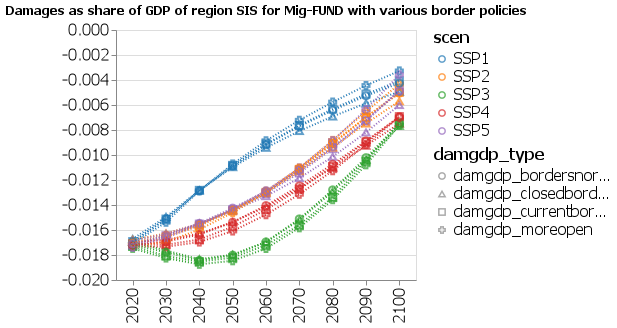 Damages as share of GDP of region SIS for Mig-FUND with various border policies
0.000
-0.002
-0.004
-0.006
-0.008
-0.010
-0.012
-0.014
-0.016
-0.018
-0.020
2020
2030
2040
2050
2060
2070
2080
2090
2100
scen
SSP1
SSP2
SSP3
SSP4
SSP5
damgdp_type
damgdp_bordersnor...
damgdp_closedbord...
damgdp_currentbor...
damgdp_moreopen